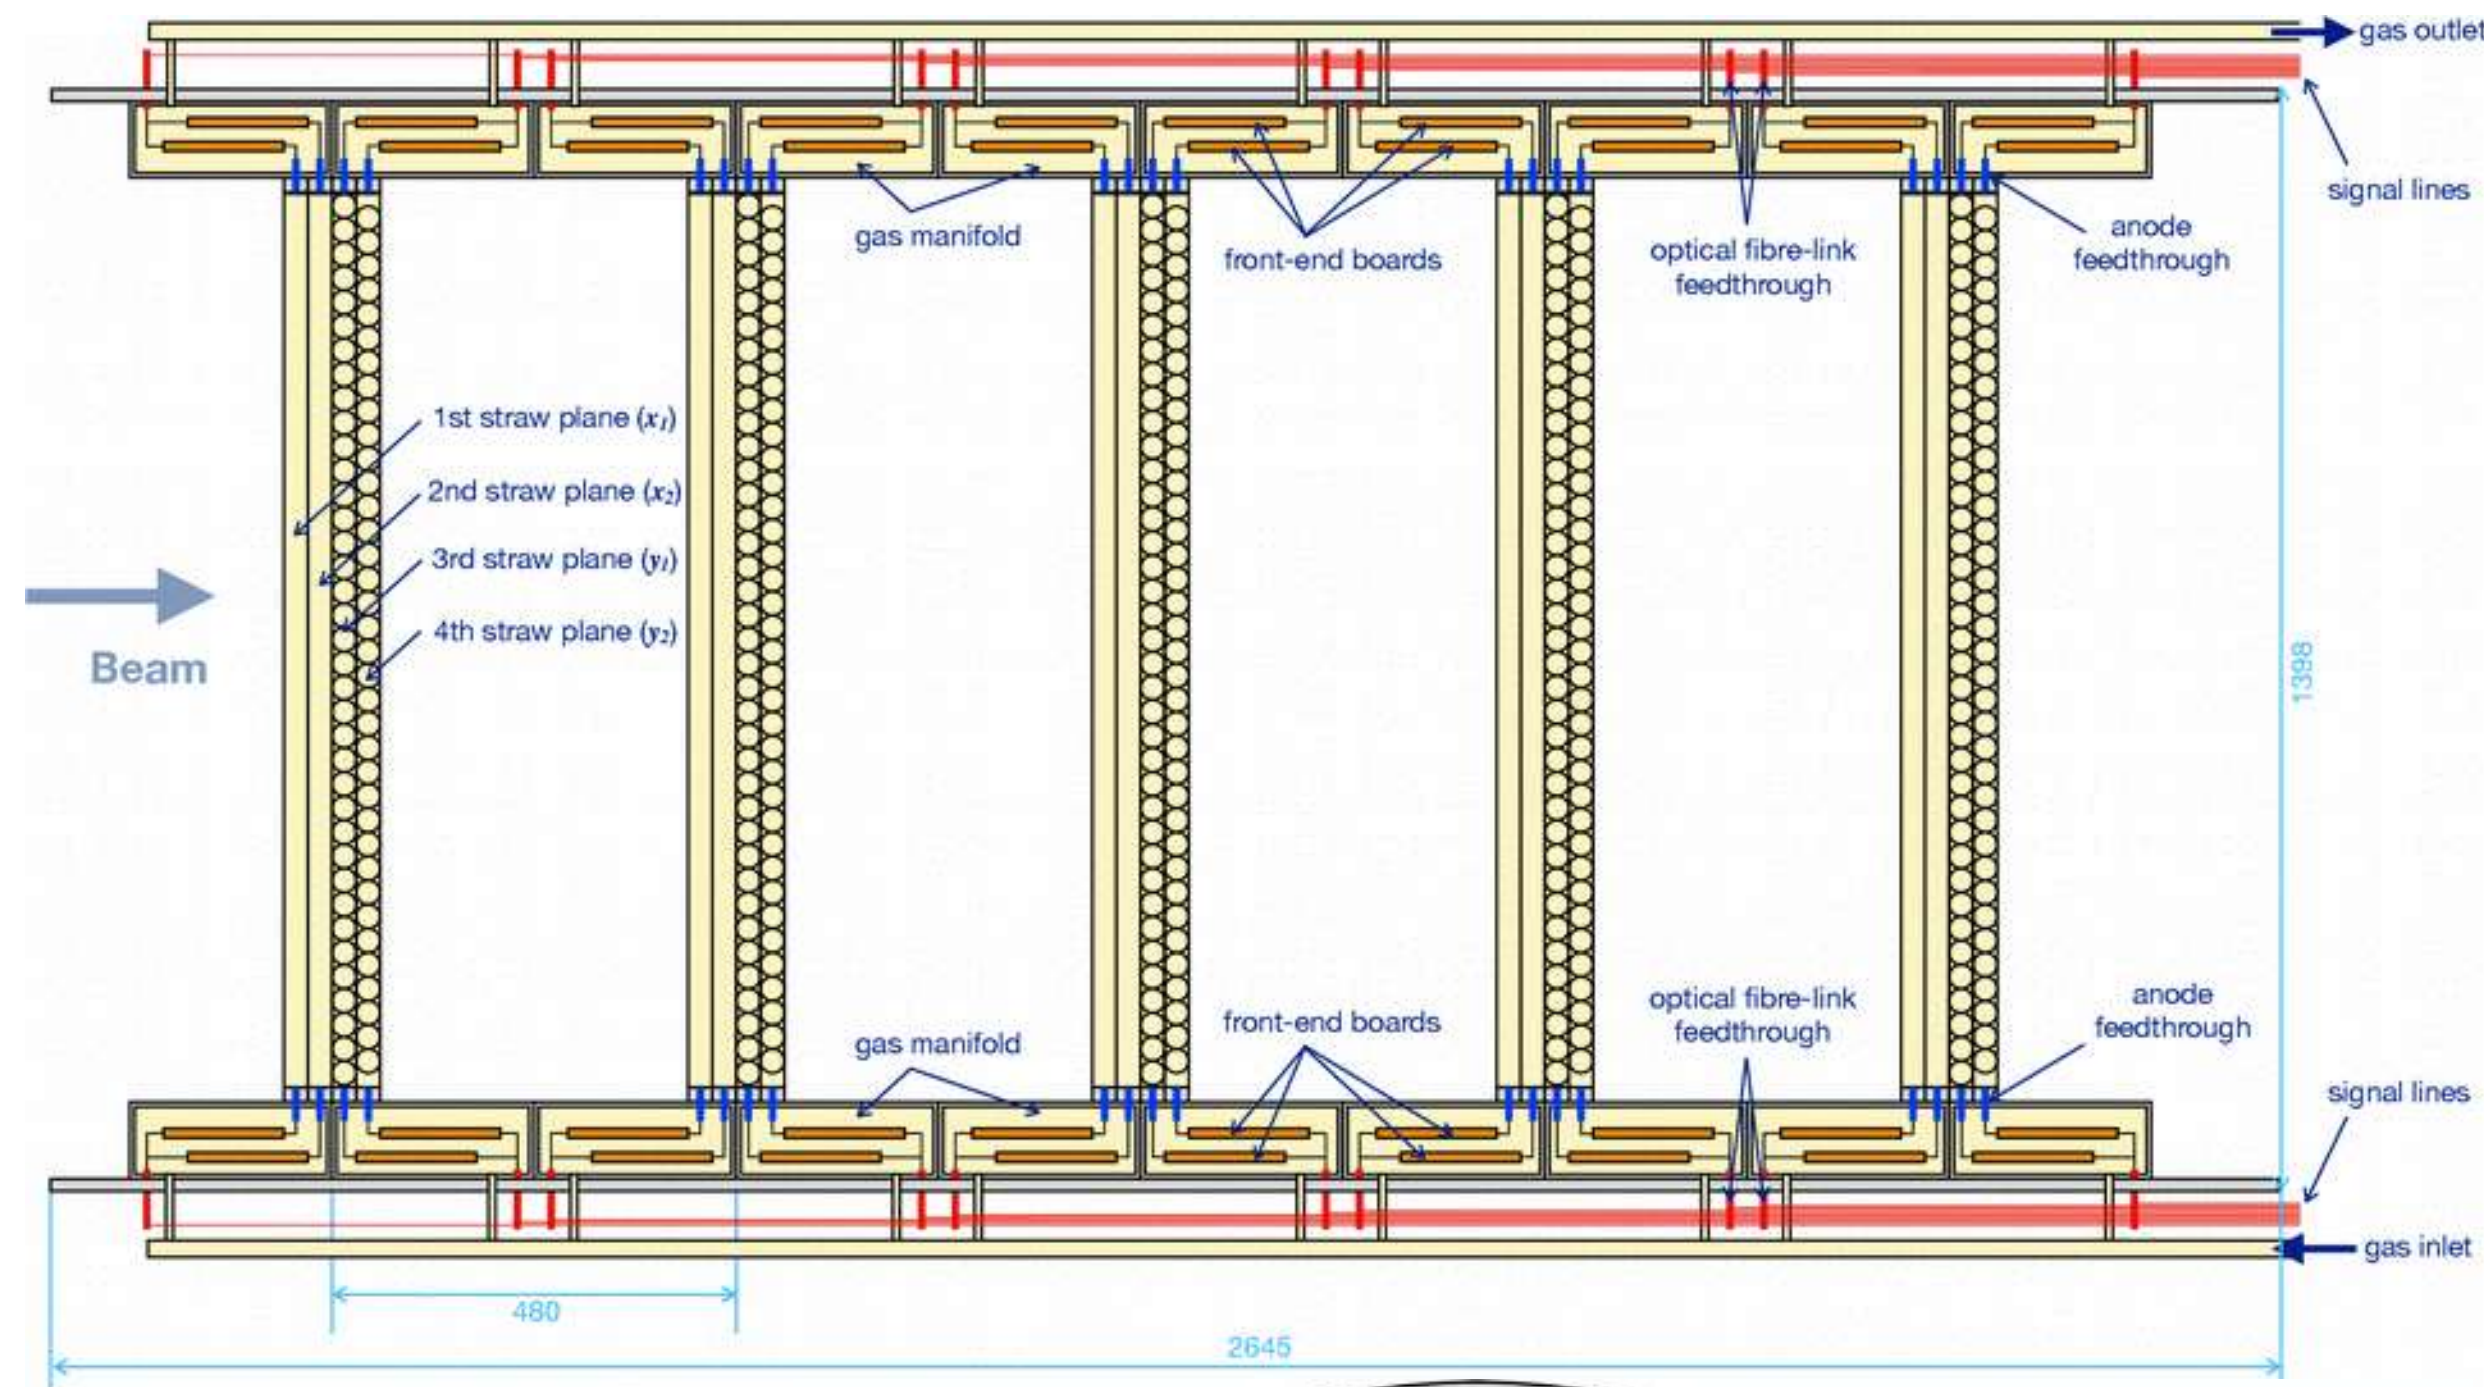 gas outlet
signal lines
gas manifold
front-end boards
optical fibre-link
feedthrough
anode
feedthrough
1st straw plane (x1)
2nd straw plane (x2)
3rd straw plane (y1)
4th straw plane (y2)
Beam
1398
gas manifold
front-end boards
optical fibre-link
feedthrough
anode
feedthrough
signal lines
gas inlet
480
2645